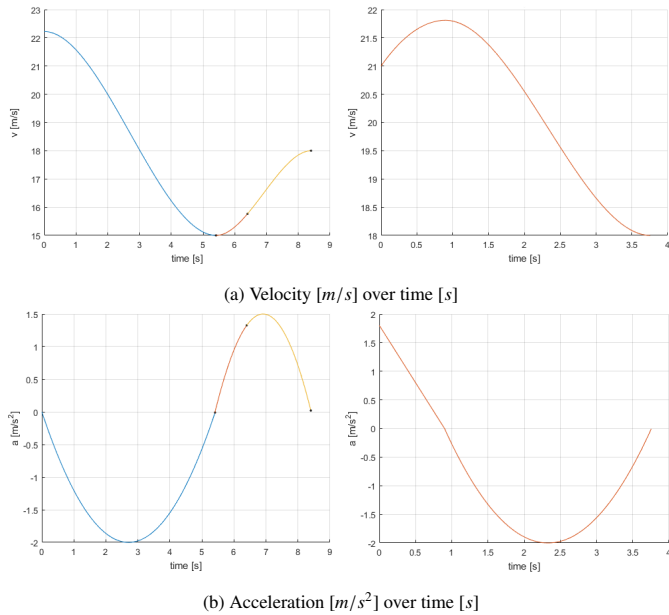 23
22
21
20
19
18
17
16
15
v [m/s]
0 1 2 3 4 5 6 7 8 9
time [s]
22
21.5
21
20.5
20
19.5
19
18.5
18
v [m/s]
0 0.5 1 1.5 2 2.5 3 3.5 4
time [s]
(a) Velocity [m/s] over time [s]
1.5
1
0.5
0
-0.5
-1
-1.5
-2
a [m/s²]
0 1 2 3 4 5 6 7 8 9
time [s]
2
1.5
1
0.5
0
-0.5
-1
-1.5
-2
a [m/s²]
0 0.5 1 1.5 2 2.5 3 3.5 4
time [s]
(b) Acceleration [m/s²] over time [s]